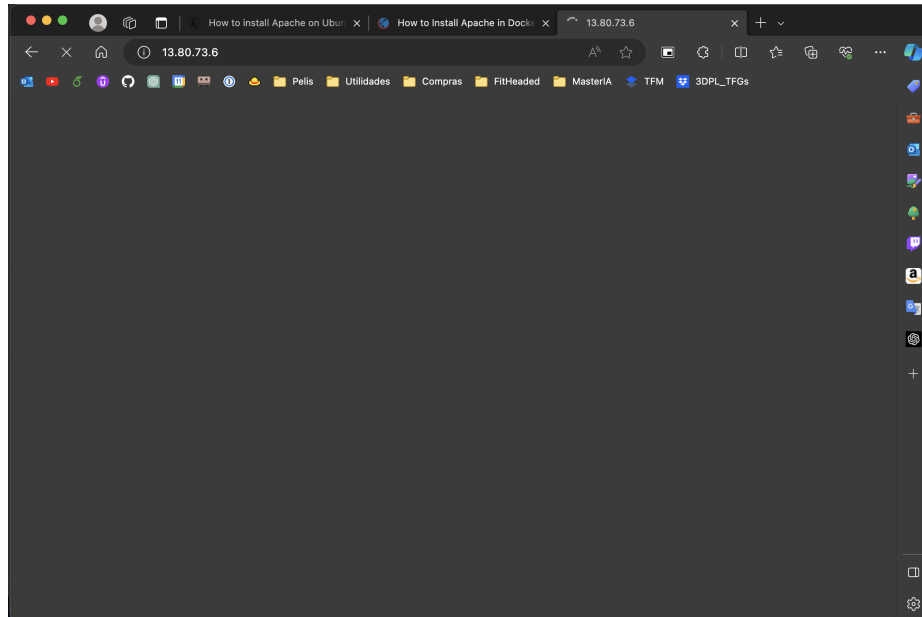 How to install Apache on Ubun
How to Install Apache in Docke
13.80.73.6
13.80.73.6
Pelis
Utilidades
Compras
FitHeaded
MasterIA
TFM
3DPL_TFGs